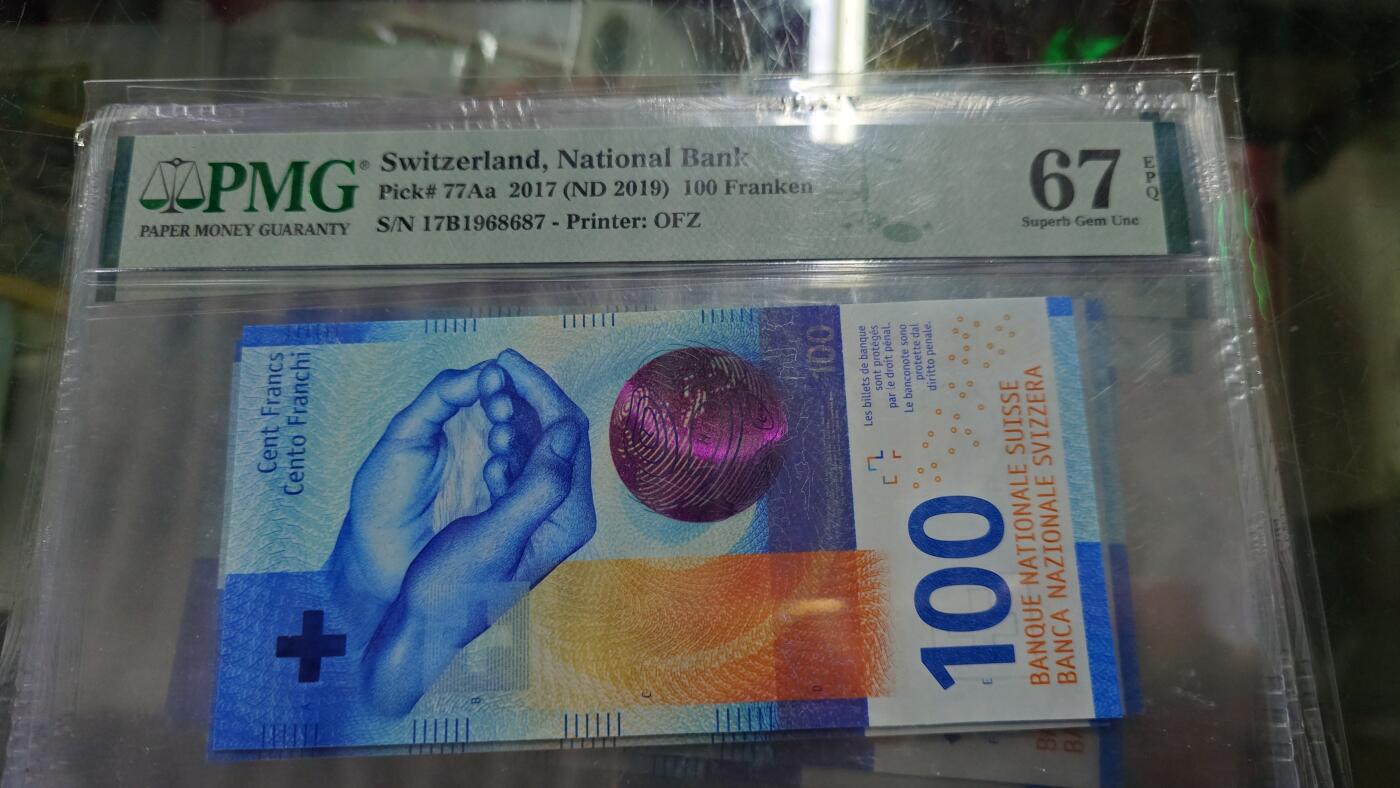 PMG®
PAPER MONEY GUARANTY
Switzerland, National Bank
Pick# 77Aa 2017 (ND 2019) 100 Franken
S/N 17B1968687 - Printer: OFZ
67
EPQ
Superb Gem Unc
Cent Francs
Cento Franchi
100
Les billets de banque
sont protégés
par le droit pénal.
Le banconote sono
protette dal
diritto penale.
100
BANQUE NATIONALE SUISSE
BANCA NAZIONALE SVIZZERA
A
B
C
D
E